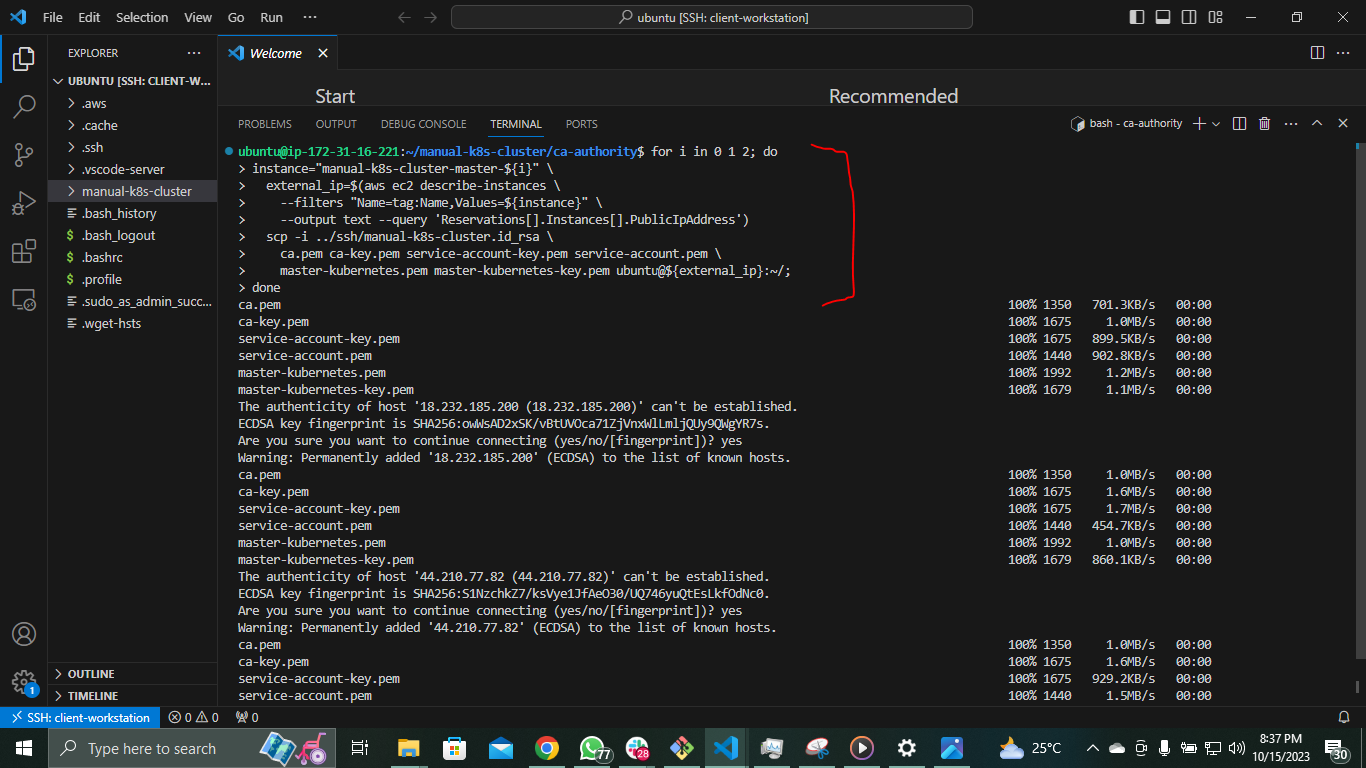 File Edit Selection View Go Run ···
ubuntu [SSH: client-workstation]
EXPLORER ···
UBUNTU [SSH: CLIENT-W...
.aws
.cache
.ssh
.vscode-server
manual-k8s-cluster
.bash_history
$ .bash_logout
$ .bashrc
$ .profile
.sudo_as_admin_succ...
.wget-hsts
OUTLINE
TIMELINE
1
Welcome
Start Recommended
PROBLEMS OUTPUT DEBUG CONSOLE TERMINAL PORTS
bash - ca-authority
ubuntu@ip-172-31-16-221:~/manual-k8s-cluster/ca-authority$ for i in 0 1 2; do
> instance="manual-k8s-cluster-master-${i}" \
>   external_ip=$(aws ec2 describe-instances \
>     --filters "Name=tag:Name,Values=${instance}" \
>     --output text --query 'Reservations[].Instances[].PublicIpAddress')
>   scp -i ../ssh/manual-k8s-cluster.id_rsa \
>     ca.pem ca-key.pem service-account-key.pem service-account.pem \
>     master-kubernetes.pem master-kubernetes-key.pem ubuntu@${external_ip}:~/;
> done
ca.pem 100% 1350 701.3KB/s 00:00
ca-key.pem 100% 1675 1.0MB/s 00:00
service-account-key.pem 100% 1675 899.5KB/s 00:00
service-account.pem 100% 1440 902.8KB/s 00:00
master-kubernetes.pem 100% 1992 1.2MB/s 00:00
master-kubernetes-key.pem 100% 1679 1.1MB/s 00:00
The authenticity of host '18.232.185.200 (18.232.185.200)' can't be established.
ECDSA key fingerprint is SHA256:owWsAD2xSK/vBtUVOca71ZjVnxWlLmljQUy9QWgYR7s.
Are you sure you want to continue connecting (yes/no/[fingerprint])? yes
Warning: Permanently added '18.232.185.200' (ECDSA) to the list of known hosts.
ca.pem 100% 1350 1.0MB/s 00:00
ca-key.pem 100% 1675 1.6MB/s 00:00
service-account-key.pem 100% 1675 1.7MB/s 00:00
service-account.pem 100% 1440 454.7KB/s 00:00
master-kubernetes.pem 100% 1992 1.0MB/s 00:00
master-kubernetes-key.pem 100% 1679 860.1KB/s 00:00
The authenticity of host '44.210.77.82 (44.210.77.82)' can't be established.
ECDSA key fingerprint is SHA256:S1NzchkZ7/ksVye1JfAeO30/UQ746yuQtEsLkfOdNc0.
Are you sure you want to continue connecting (yes/no/[fingerprint])? yes
Warning: Permanently added '44.210.77.82' (ECDSA) to the list of known hosts.
ca.pem 100% 1350 1.0MB/s 00:00
ca-key.pem 100% 1675 1.6MB/s 00:00
service-account-key.pem 100% 1675 929.2KB/s 00:00
service-account.pem 100% 1440 1.5MB/s 00:00
SSH: client-workstation 0 0 0
Type here to search
77
28
25°C
8:37 PM
10/15/2023
30